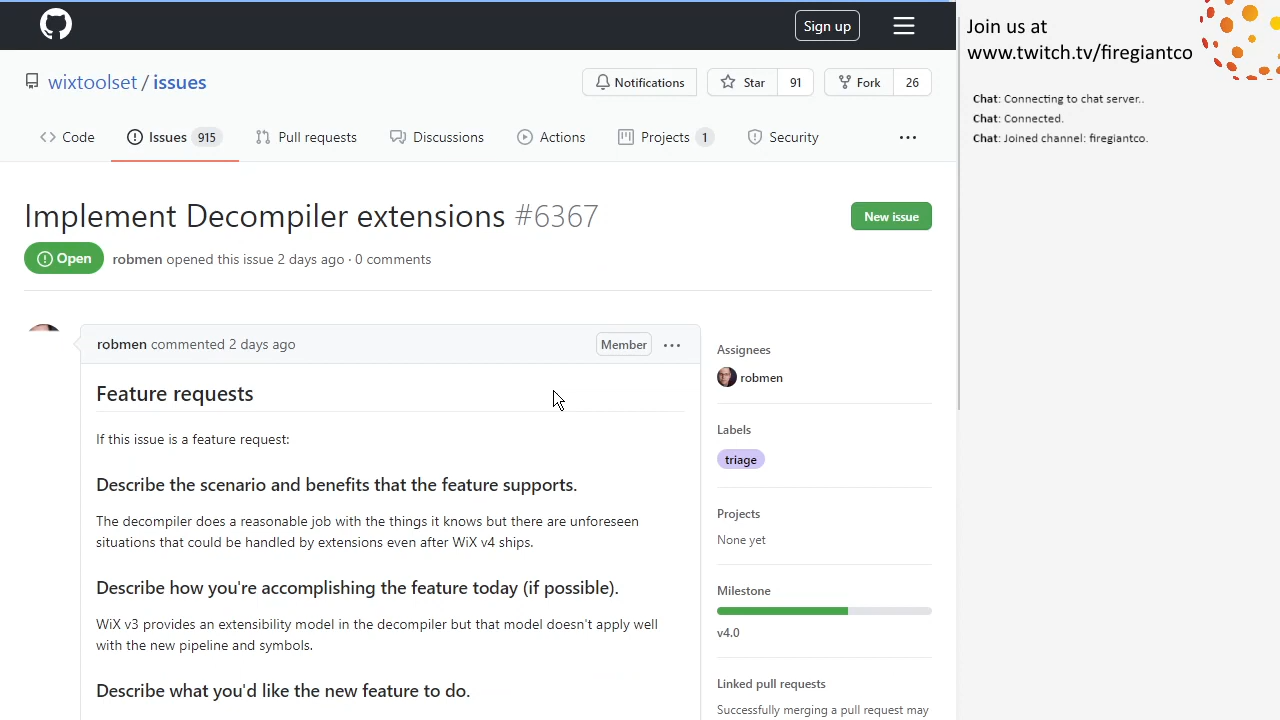 Sign up
Join us at
www.twitch.tv/firegiantco
wixtoolset / issues
Notifications
Star 91
Fork 26
Chat: Connecting to chat server..
Chat: Connected.
Chat: Joined channel: firegiantco.
Code
Issues 915
Pull requests
Discussions
Actions
Projects 1
Security
Implement Decompiler extensions #6367
New issue
Open
robmen opened this issue 2 days ago · 0 comments
robmen commented 2 days ago
Member
Feature requests
If this issue is a feature request:
Describe the scenario and benefits that the feature supports.
The decompiler does a reasonable job with the things it knows but there are unforeseen
situations that could be handled by extensions even after WiX v4 ships.
Describe how you're accomplishing the feature today (if possible).
WiX v3 provides an extensibility model in the decompiler but that model doesn't apply well
with the new pipeline and symbols.
Describe what you'd like the new feature to do.
Assignees
robmen
Labels
triage
Projects
None yet
Milestone
v4.0
Linked pull requests
Successfully merging a pull request may